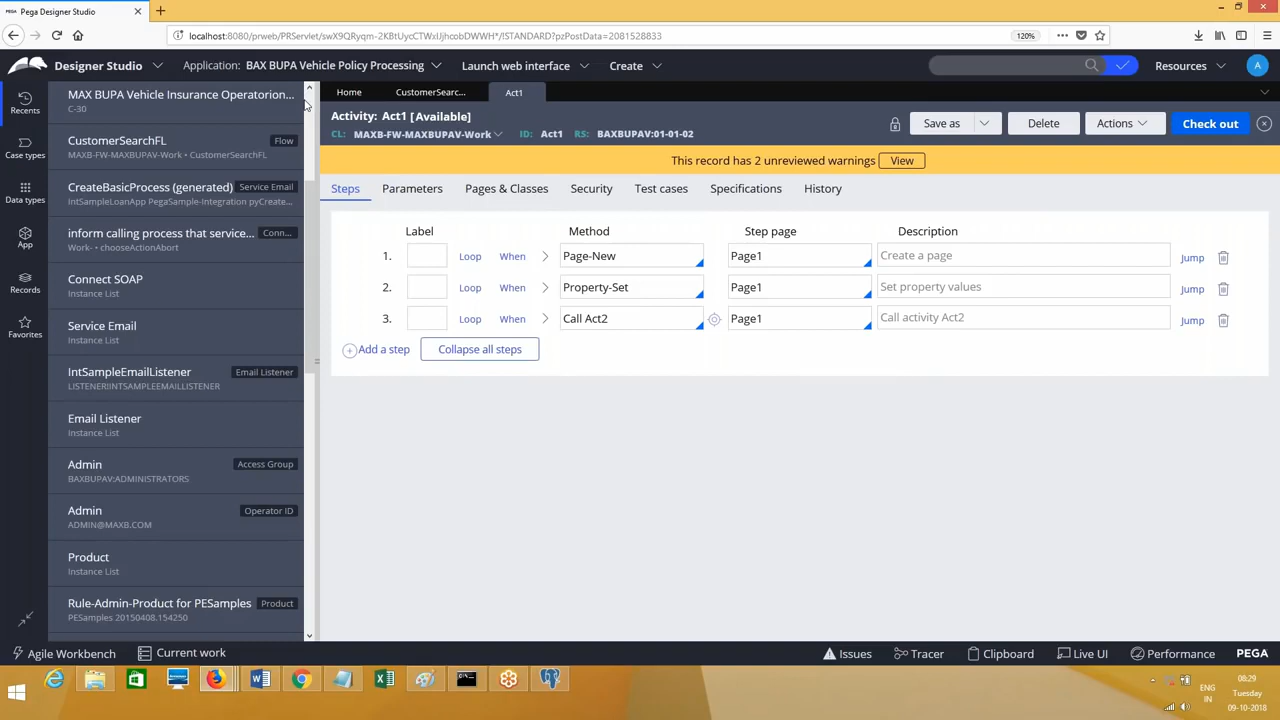 Pega Designer Studio
localhost:8080/prweb/PRServlet/swX9QRyqm-2KBtUycCTWxIJjhcobDWWH*/!STANDARD?pzPostData=2081528833
120%
Designer Studio Application: BAX BUPA Vehicle Policy Processing Launch web interface Create Resources A
Recents
Case types
Data types
App
Records
Favorites
MAX BUPA Vehicle Insurance Operatorion...
C-30
CustomerSearchFL Flow
MAXB-FW-MAXBUPAV-Work • CustomerSearchFL
CreateBasicProcess (generated) Service Email
IntSampleLoanApp PegaSample-Integration pyCreate...
inform calling process that service... Conn...
Work- • chooseActionAbort
Connect SOAP
Instance List
Service Email
Instance List
IntSampleEmailListener Email Listener
LISTENER!INTSAMPLEEMAILLISTENER
Email Listener
Instance List
Admin Access Group
BAXBUPAV:ADMINISTRATORS
Admin Operator ID
ADMIN@MAXB.COM
Product
Instance List
Rule-Admin-Product for PESamples Product
PESamples 20150408.154250
Home CustomerSearc... Act1
Activity: Act1 [Available]
CL: MAXB-FW-MAXBUPAV-Work ID: Act1 RS: BAXBUPAV:01-01-02
Save as Delete Actions Check out
This record has 2 unreviewed warnings View
Steps Parameters Pages & Classes Security Test cases Specifications History
Label Method Step page Description
1. Loop When Page-New Page1 Create a page Jump
2. Loop When Property-Set Page1 Set property values Jump
3. Loop When Call Act2 Page1 Call activity Act2 Jump
Add a step Collapse all steps
Agile Workbench Current work Issues Tracer Clipboard Live UI Performance PEGA
ENG
IN
08:29
Tuesday
09-10-2018